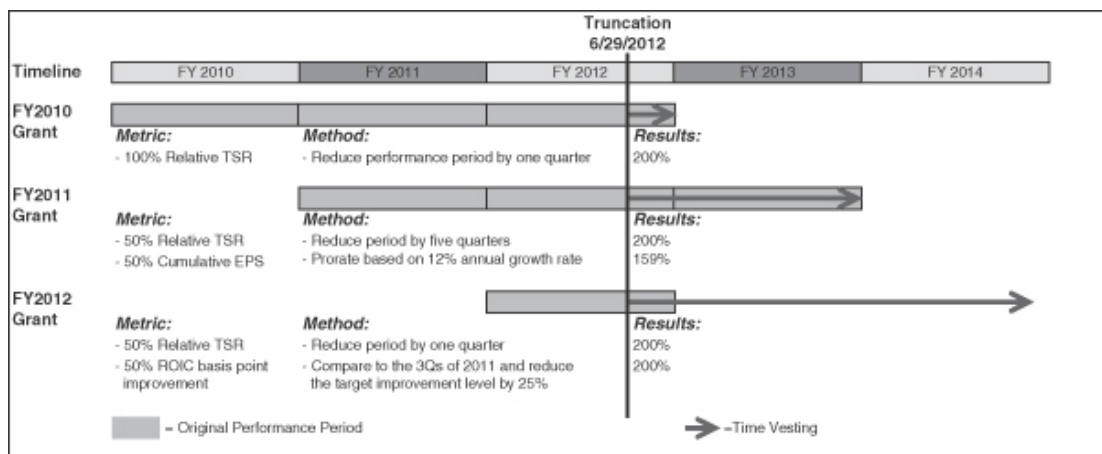 Truncation
6/29/2012
Timeline
FY 2010
FY 2011
FY 2012
FY 2013
FY 2014
FY2010
Grant
Metric:
Method:
Results:
- 100% Relative TSR
- Reduce performance period by one quarter
200%
FY2011
Grant
Metric:
Method:
Results:
- 50% Relative TSR
- Reduce period by five quarters
200%
- 50% Cumulative EPS
- Prorate based on 12% annual growth rate
159%
FY2012
Grant
Metric:
Method:
Results:
- 50% Relative TSR
- Reduce period by one quarter
200%
- 50% ROIC basis point
improvement
- Compare to the 3Qs of 2011 and reduce
the target improvement level by 25%
200%
= Original Performance Period
=Time Vesting